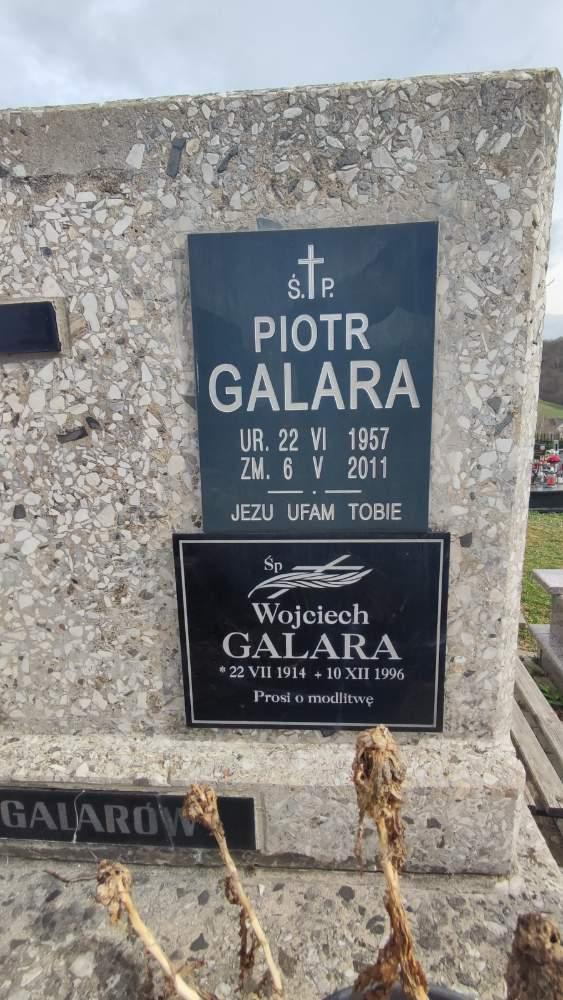 Ś. P.
PIOTR
GALARA
UR. 22 VI 1957
ZM. 6 V 2011
JEZU UFAM TOBIE
Śp
Wojciech
GALARA
* 22 VII 1914 + 10 XII 1996
Prosi o modlitwę
GALARÓW